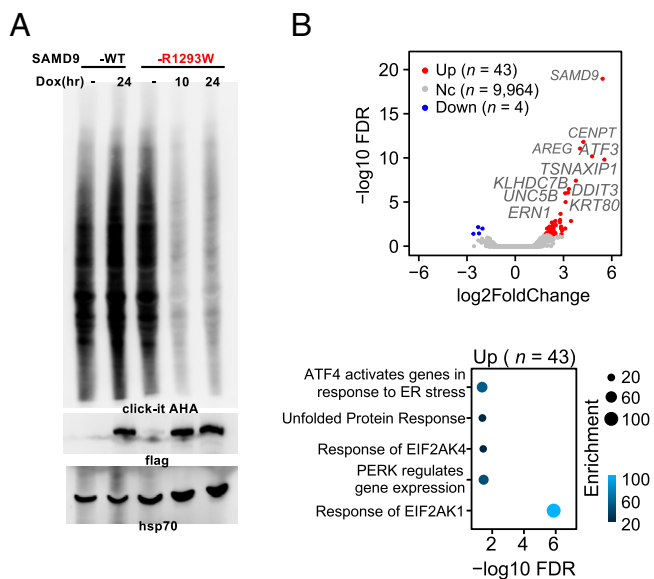 A
SAMD9 -WT -R1293W
Dox(hr) - 24 - 10 24
click-it AHA
flag
hsp70
B
Up (n = 43)
Nc (n = 9,964)
Down (n = 4)
SAMD9
CENPT
AREG ATF3
TSNAXIP1
KLHDC7B
DDIT3
UNC5B
KRT80
ERN1
−log10 FDR
20
15
10
5
0
−6 −3 0 3 6
log2FoldChange
Up ( n = 43)
ATF4 activates genes in
response to ER stress
Unfolded Protein Response
Response of EIF2AK4
PERK regulates
gene expression
Response of EIF2AK1
2 4 6
−log10 FDR
Enrichment
20
60
100
100
80
60
40
20